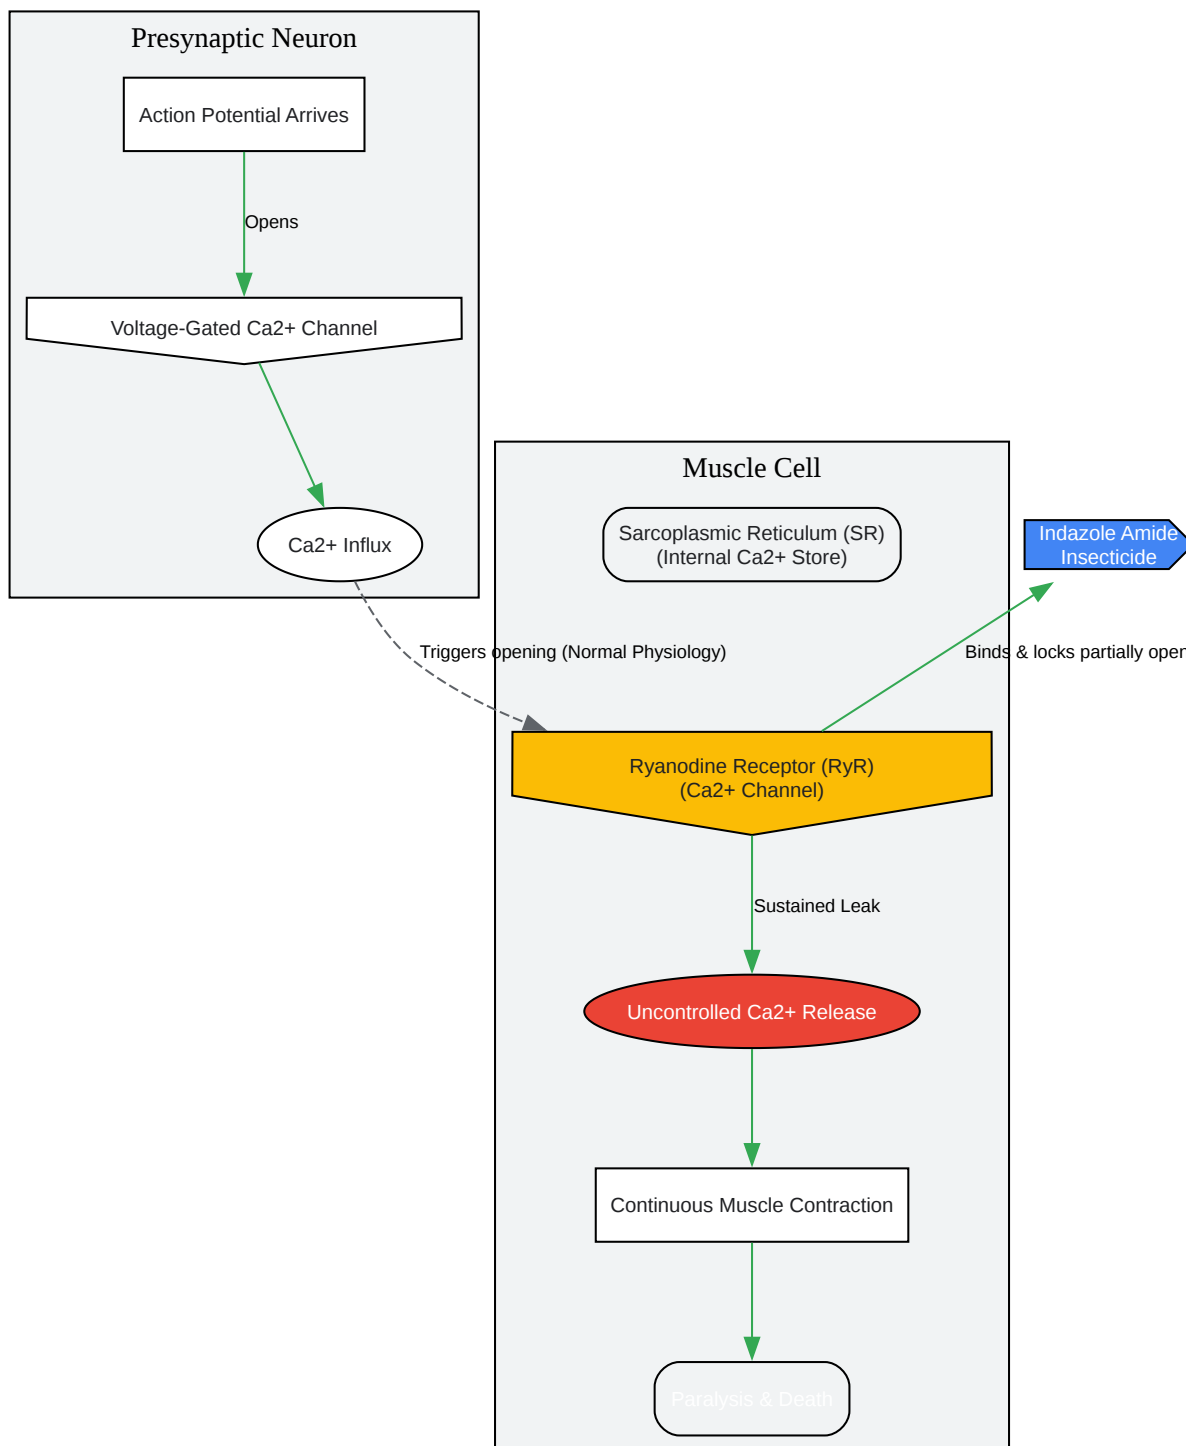 Presynaptic Neuron
Action Potential Arrives
Opens
Voltage-Gated Ca2+ Channel
Ca2+ Influx
Muscle Cell
Sarcoplasmic Reticulum (SR)
(Internal Ca2+ Store)
Indazole Amide
Insecticide
Triggers opening (Normal Physiology)
Binds & locks partially open
Ryanodine Receptor (RyR)
(Ca2+ Channel)
Sustained Leak
Uncontrolled Ca2+ Release
Continuous Muscle Contraction
Paralysis & Death